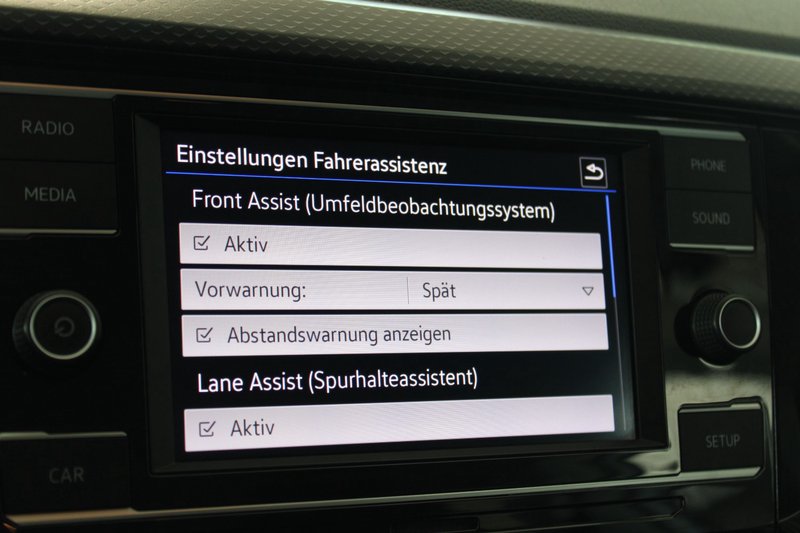 RADIO
MEDIA
CAR
Einstellungen Fahrerassistenz
Front Assist (Umfeldbeobachtungssystem)
Aktiv
Vorwarnung: Spät
Abstandswarnung anzeigen
Lane Assist (Spurhalteassistent)
Aktiv
PHONE
SOUND
SETUP